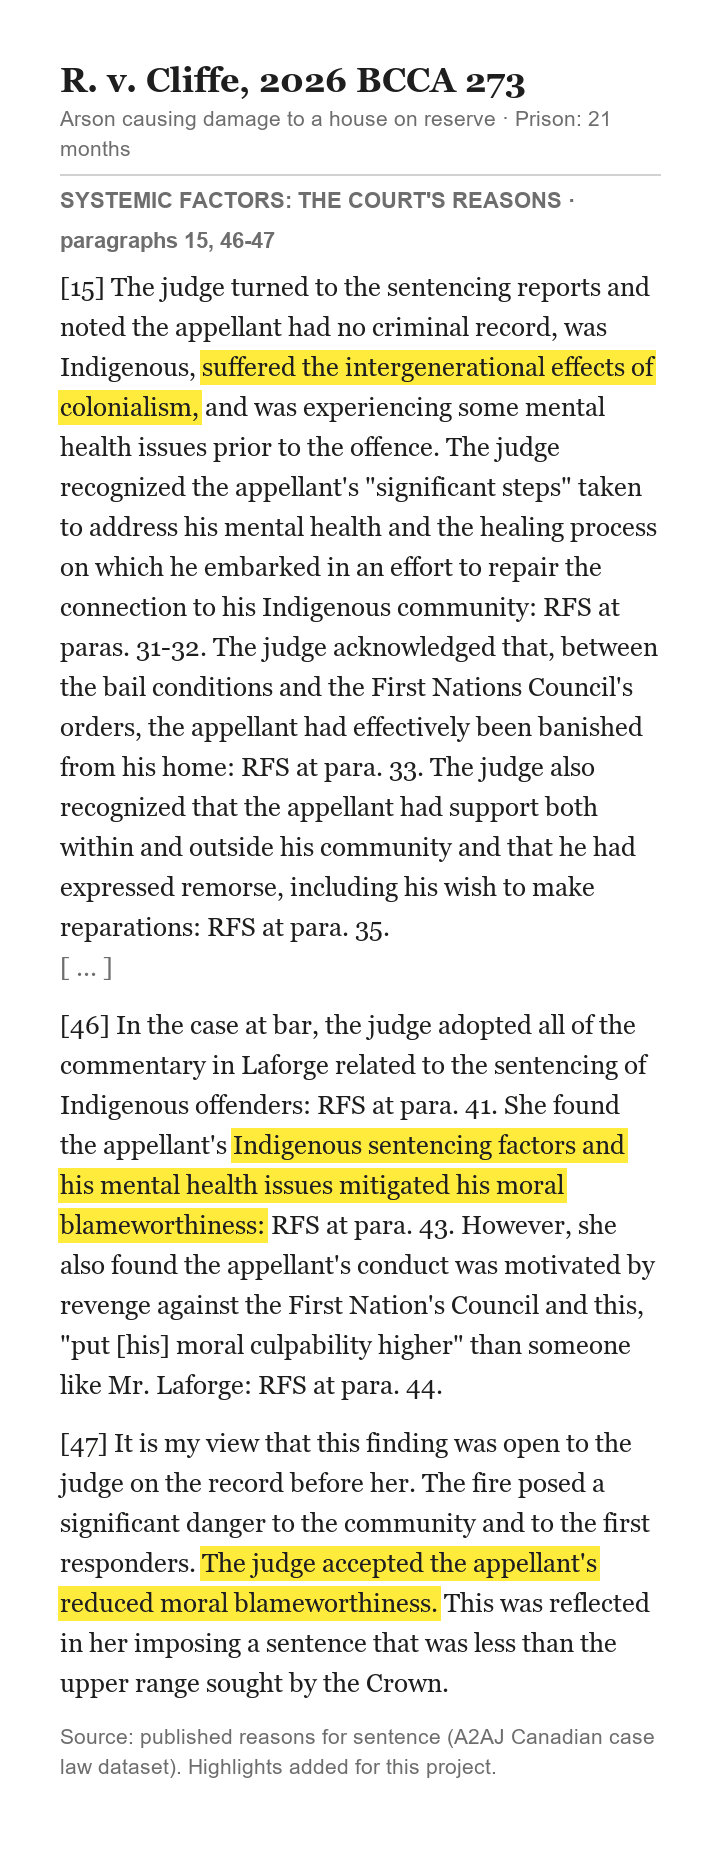 R. v. Cliffe, 2026 BCCA 273
Arson causing damage to a house on reserve · Prison: 21
months
SYSTEMIC FACTORS: THE COURT'S REASONS ·
paragraphs 15, 46-47
[15] The judge turned to the sentencing reports and
noted the appellant had no criminal record, was
Indigenous, suffered the intergenerational effects of
colonialism, and was experiencing some mental
health issues prior to the offence. The judge
recognized the appellant's "significant steps" taken
to address his mental health and the healing process
on which he embarked in an effort to repair the
connection to his Indigenous community: RFS at
paras. 31-32. The judge acknowledged that, between
the bail conditions and the First Nations Council's
orders, the appellant had effectively been banished
from his home: RFS at para. 33. The judge also
recognized that the appellant had support both
within and outside his community and that he had
expressed remorse, including his wish to make
reparations: RFS at para. 35.
[ ... ]
[46] In the case at bar, the judge adopted all of the
commentary in Laforge related to the sentencing of
Indigenous offenders: RFS at para. 41. She found
the appellant's Indigenous sentencing factors and
his mental health issues mitigated his moral
blameworthiness: RFS at para. 43. However, she
also found the appellant's conduct was motivated by
revenge against the First Nation's Council and this,
"put [his] moral culpability higher" than someone
like Mr. Laforge: RFS at para. 44.
[47] It is my view that this finding was open to the
judge on the record before her. The fire posed a
significant danger to the community and to the first
responders. The judge accepted the appellant's
reduced moral blameworthiness. This was reflected
in her imposing a sentence that was less than the
upper range sought by the Crown.
Source: published reasons for sentence (A2AJ Canadian case
law dataset). Highlights added for this project.